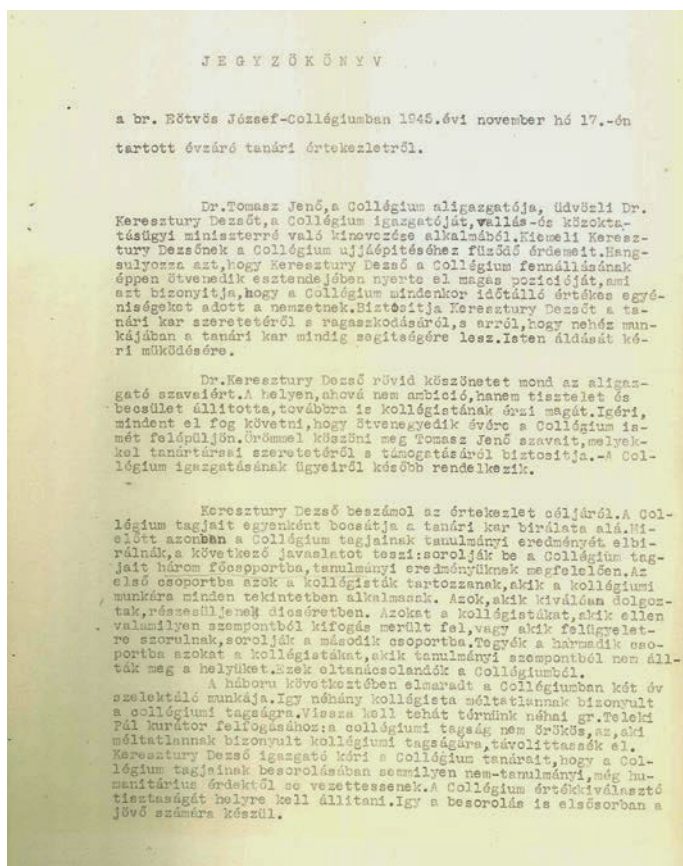 JEGYZŐKÖNYV
a br. Eötvös József-Collégiumban 1945.évi november hó 17.-én
tartott évzáró tanári értekezletről.
Dr.Tomasz Jenő,a Collégium aligazgatója, üdvözli Dr.
Keresztury Dezsőt,a Collégium igazgatóját,vallás-és közokta-
tásügyi miniszterré való kinevezése alkalmából.Kiemeli Keresz-
tury Dezsőnek a Collégium ujjáépitéséhez füződő érdemeit.Hang-
sulyozza azt,hogy Keresztury Dezső a Collégium fennállásának
éppen ötvenedik esztendejében nyerte el magas pozicióját,ami
azt bizonyitja,hogy a Collégium mindenkor időtálló értékes egyé-
niségeket adott a nemzetnek.Biztositja Keresztury Dezsőt a ta-
nári kar szeretetéről s ragaszkodásáról,s arról,hogy nehéz mun-
kájában a tanári kar mindig segitségére lesz.Isten áldását ké-
ri müködésére.
Dr.Keresztury Dezső rövid köszönetet mond az aligaz-
gató szavaiért.A helyen,ahová nem ambició,hanem tisztelet és
becsület állitotta,továbbra is kollégistának érzi magát.Igéri,
mindent el fog követni,hogy ötvenegyedik évére a Collégium is-
mét felépüljön.Örömmel köszöni meg Tomasz Jenő szavait,melyek-
kel tanártársai szeretetéről s támogatásáról biztositja.-A Col-
légium igazgatásának ügyeiről később rendelkezik.
Keresztury Dezső beszámol az értekezlet céljáról.A Col-
légium tagjait egyenként bocsátja a tanári kar birálata alá.Mi-
előtt azonban a Collégium tagjainak tanulmányi eredményét elbi-
rálnák,a következő javaslatot teszi:sorolják be a Collégium tag-
jait három főcsoportba,tanulmányi eredményüknek megfelelően.Az
első csoportba azok a kollégisták tartozzanak,akik a kollégiumi
munkára minden tekintetben alkalmasak. Azok,akik kiválóan dolgoz-
tak,részesüljenek dicséretben. Azokat a kollégistákat,akik ellen
valamilyen szempontból kifogás merült fel,vagy akik felügyelet-
re szorulnak,sorolják a második csoportba.Tegyék a harmadik cso-
portba azokat a kollégistákat,akik tanulmányi szempontból nem áll-
ták meg a helyüket.Ezek eltanácsolandók a Collégiumból.
A háboru következtében elmaradt a Collégiumban két év
szelektáló munkája.Igy néhány kollégista méltatlannak bizonyult
a collégiumi tagságra.Vissza kell tehát térnünk néhai gr.Teleki
Pál kurátor felfogásához:a collégiumi tagság nem örökös,az,aki
méltatlannak bizonyult kollégiumi tagságára,távolittassék el.
Keresztury Dezső igazgató kéri a Collégium tanárait,hogy a Col-
légium tagjainak besorolásában semmilyen nem-tanulmányi,még hu-
manitárius érdektől se vezettessenek.A Collégium értékkiválasztó
tisztaságát helyre kell állitani.Igy a besorolás is elsősorban a
jövő számára készül.